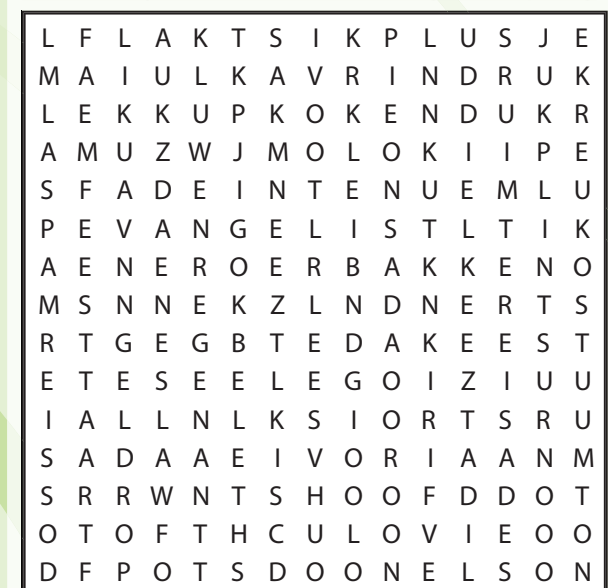 L F L A K T S I K P L U S J E
M A I U L K A V R I N D R U K
L E K K U P K O K E N D U K R
A M U Z W J M O L O K I I P E
S F A D E I N T E N U E M L U
P E V A N G E L I S T L T I K
A E N E R O E R B A K K E N O
M S N N E K Z L N D N E R T S
R T G E G B T E D A K E E S T
E T E S E E L E G O I Z I U U
I A L L N L K S I O R T S R U
S A D A A E I V O R I A A N M
S R R W N T S H O O F D D O T
O T O F T H C U L O V I E O O
D F P O T S D O O N E L S O N